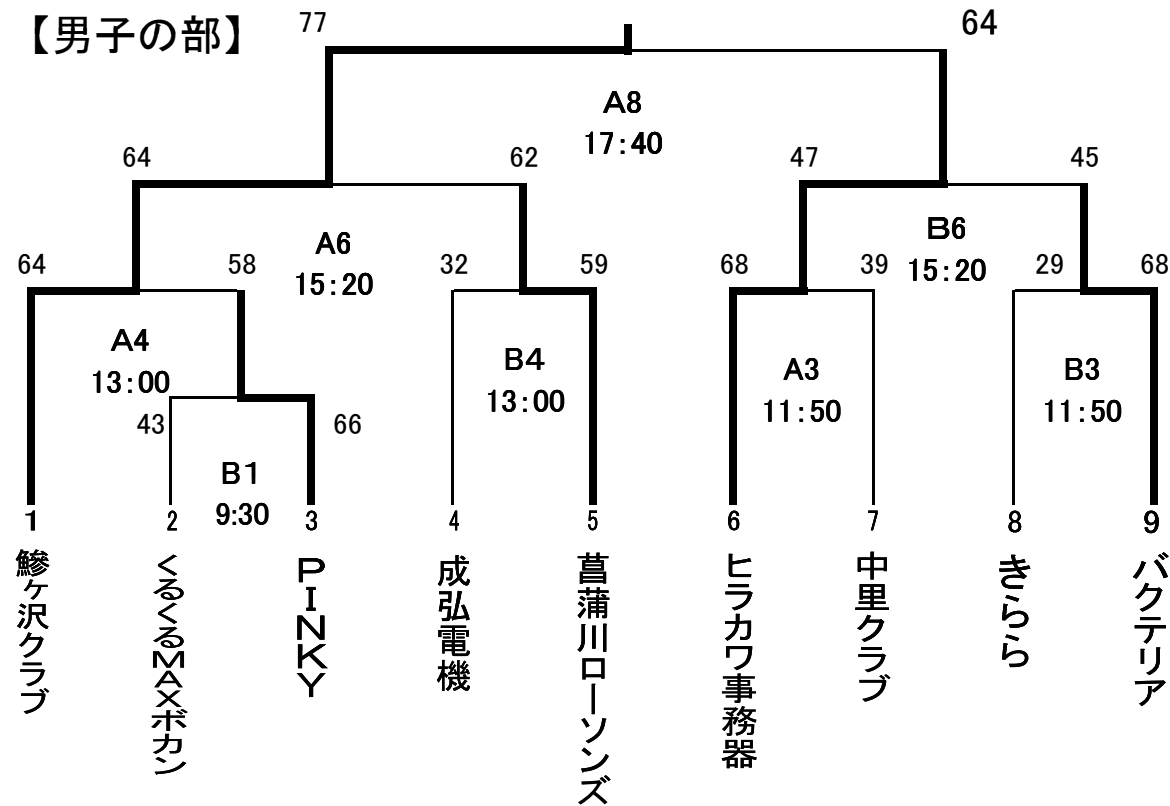 【男子の部】
77
64
A8
17:40
64
62
47
45
A6
15:20
B6
15:20
64
58
32
59
68
39
29
68
A4
13:00
B4
13:00
A3
11:50
B3
11:50
43
66
B1
9:30
1
2
3
4
5
6
7
8
9
鰺ヶ沢クラブ
くるくるMAXボカン
PINKY
成弘電機
菖蒲川ローソンズ
ヒラカワ事務器
中里クラブ
きらら
バクテリア